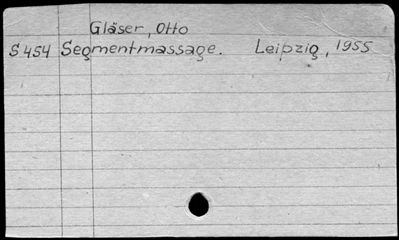 Gläser, Otto
S 454 Segmentmassage. Leipzig, 1955